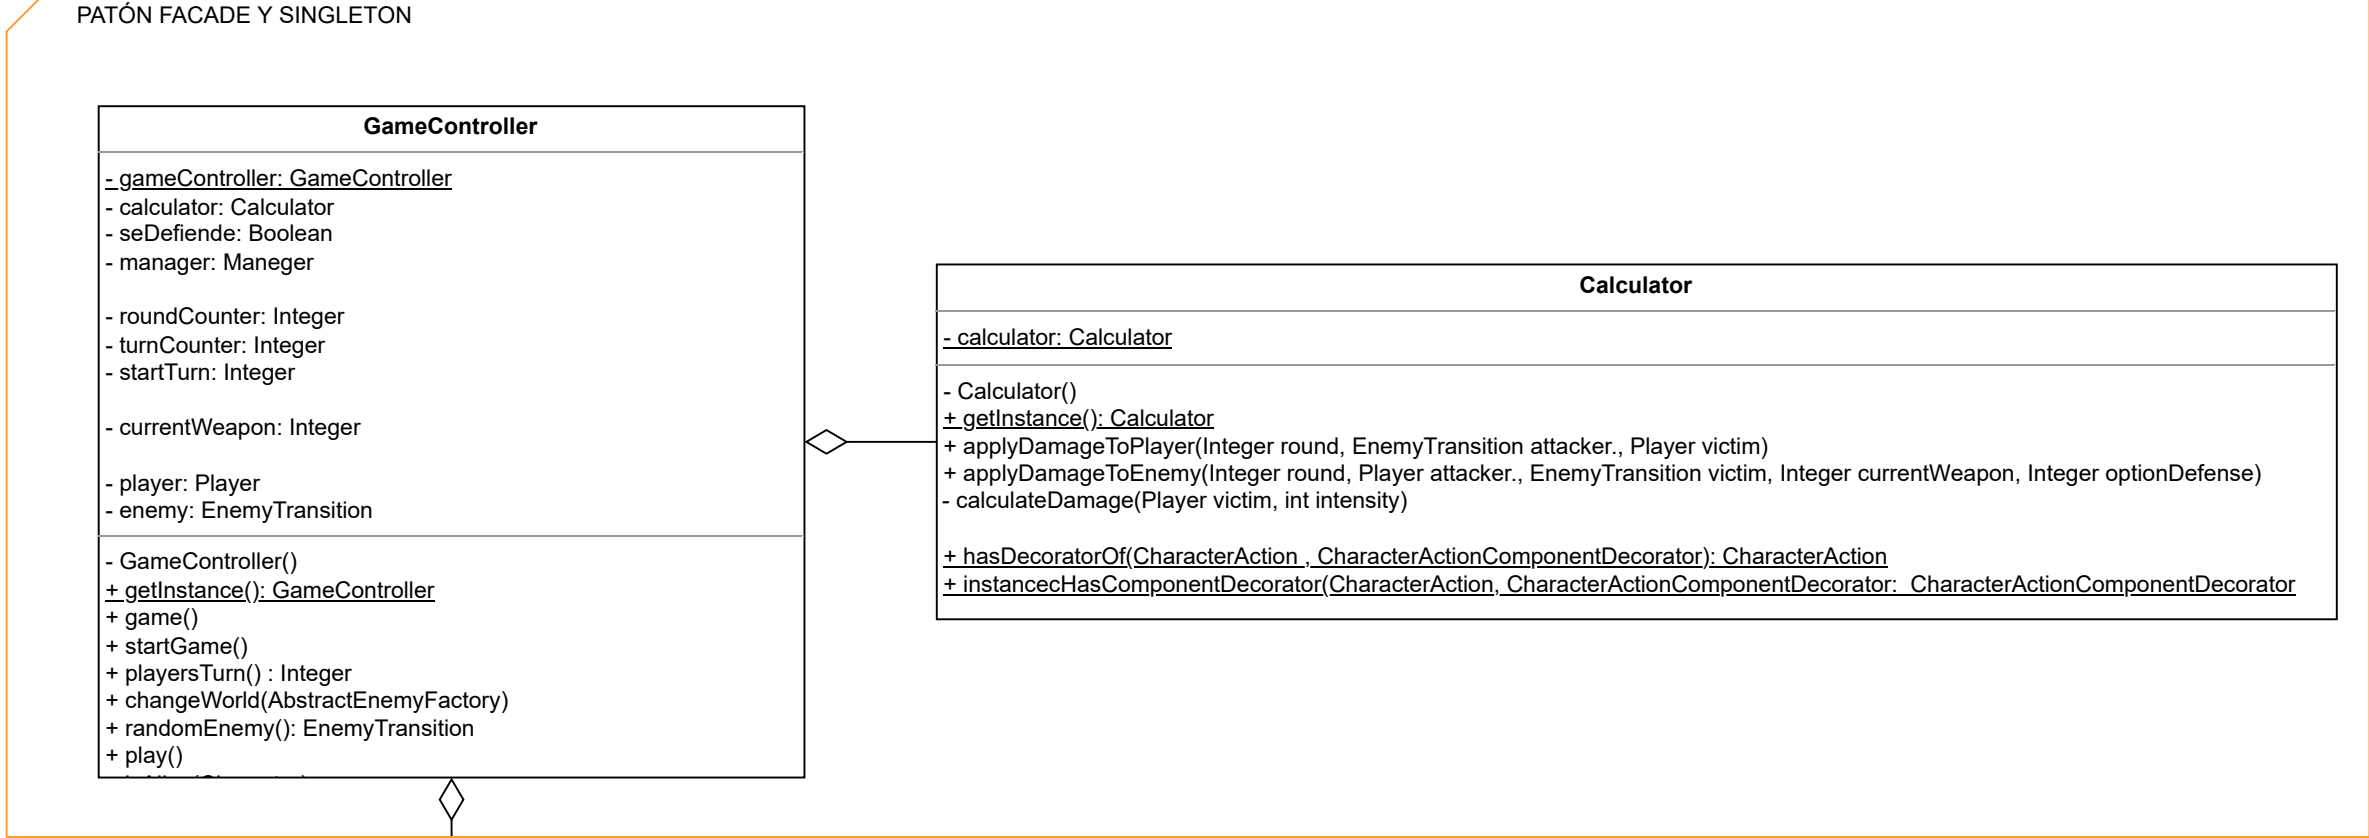 PATÓN FACADE Y SINGLETON
GameController
- gameController: GameController
- calculator: Calculator
- seDefiende: Boolean
- manager: Maneger
- roundCounter: Integer
- turnCounter: Integer
- startTurn: Integer
- currentWeapon: Integer
- player: Player
- enemy: EnemyTransition
- GameController()
+ getInstance(): GameController
+ game()
+ startGame()
+ playersTurn() : Integer
+ changeWorld(AbstractEnemyFactory)
+ randomEnemy(): EnemyTransition
+ play()
Calculator
- calculator: Calculator
- Calculator()
+ getInstance(): Calculator
+ applyDamageToPlayer(Integer round, EnemyTransition attacker., Player victim)
+ applyDamageToEnemy(Integer round, Player attacker., EnemyTransition victim, Integer currentWeapon, Integer optionDefense)
- calculateDamage(Player victim, int intensity)
+ hasDecoratorOf(CharacterAction , CharacterActionComponentDecorator): CharacterAction
+ instancecHasComponentDecorator(CharacterAction, CharacterActionComponentDecorator:  CharacterActionComponentDecorator